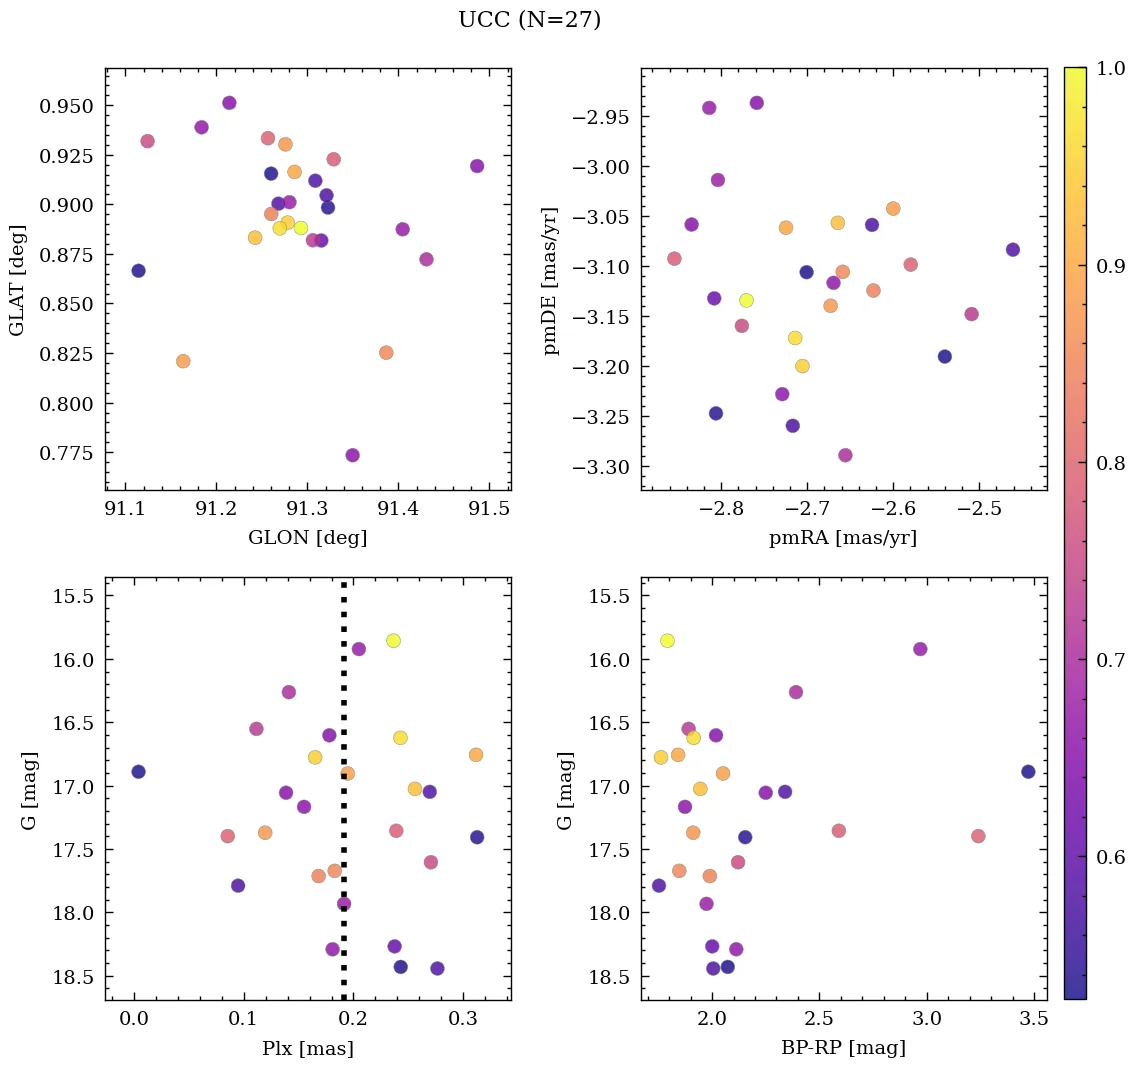 UCC (N=27)
0.950
0.925
0.900
0.875
0.850
0.825
0.800
0.775
GLAT [deg]
91.1 91.2 91.3 91.4 91.5
GLON [deg]
−2.95
−3.00
−3.05
−3.10
−3.15
−3.20
−3.25
−3.30
pmDE [mas/yr]
−2.8 −2.7 −2.6 −2.5
pmRA [mas/yr]
15.5
16.0
16.5
17.0
17.5
18.0
18.5
G [mag]
0.0 0.1 0.2 0.3
Plx [mas]
15.5
16.0
16.5
17.0
17.5
18.0
18.5
G [mag]
2.0 2.5 3.0 3.5
BP-RP [mag]
1.0
0.9
0.8
0.7
0.6